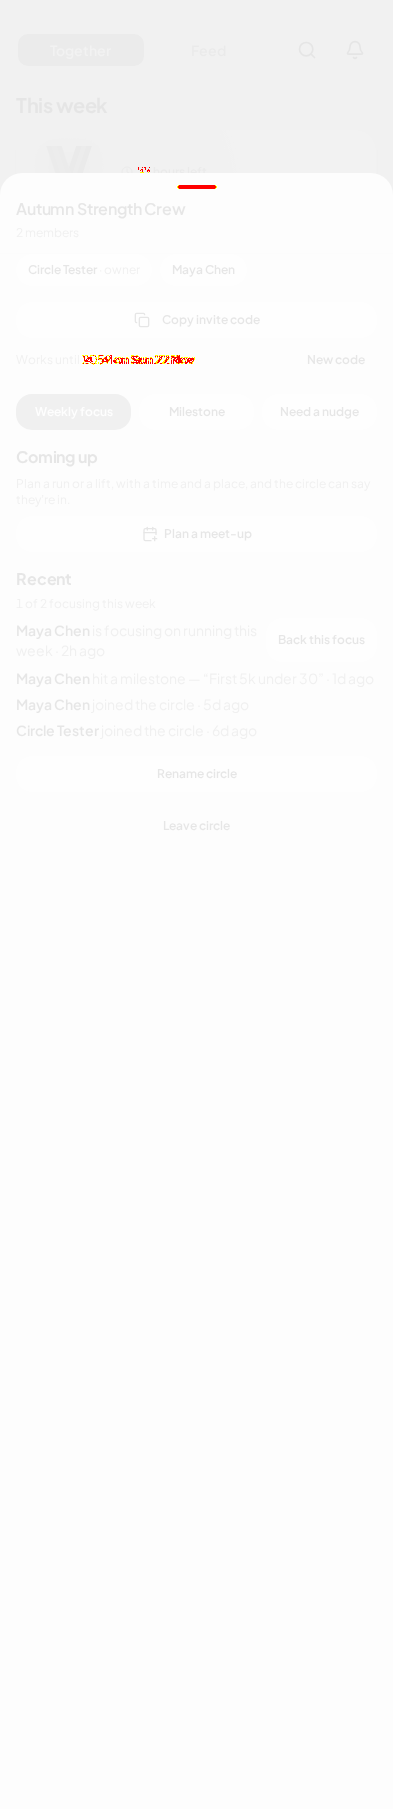 Together
Feed
This week
Autumn Strength Crew
2 members
Circle Tester · owner
Maya Chen
Copy invite code
Works until
New code
Weekly focus
Milestone
Need a nudge
Coming up
Plan a run or a lift, with a time and a place, and the circle can say
they're in.
Plan a meet-up
Recent
1 of 2 focusing this week
Maya Chen is focusing on running this
week · 2h ago
Back this focus
Maya Chen hit a milestone — "First 5k under 30" · 1d ago
Maya Chen joined the circle · 5d ago
Circle Tester joined the circle · 6d ago
Rename circle
Leave circle